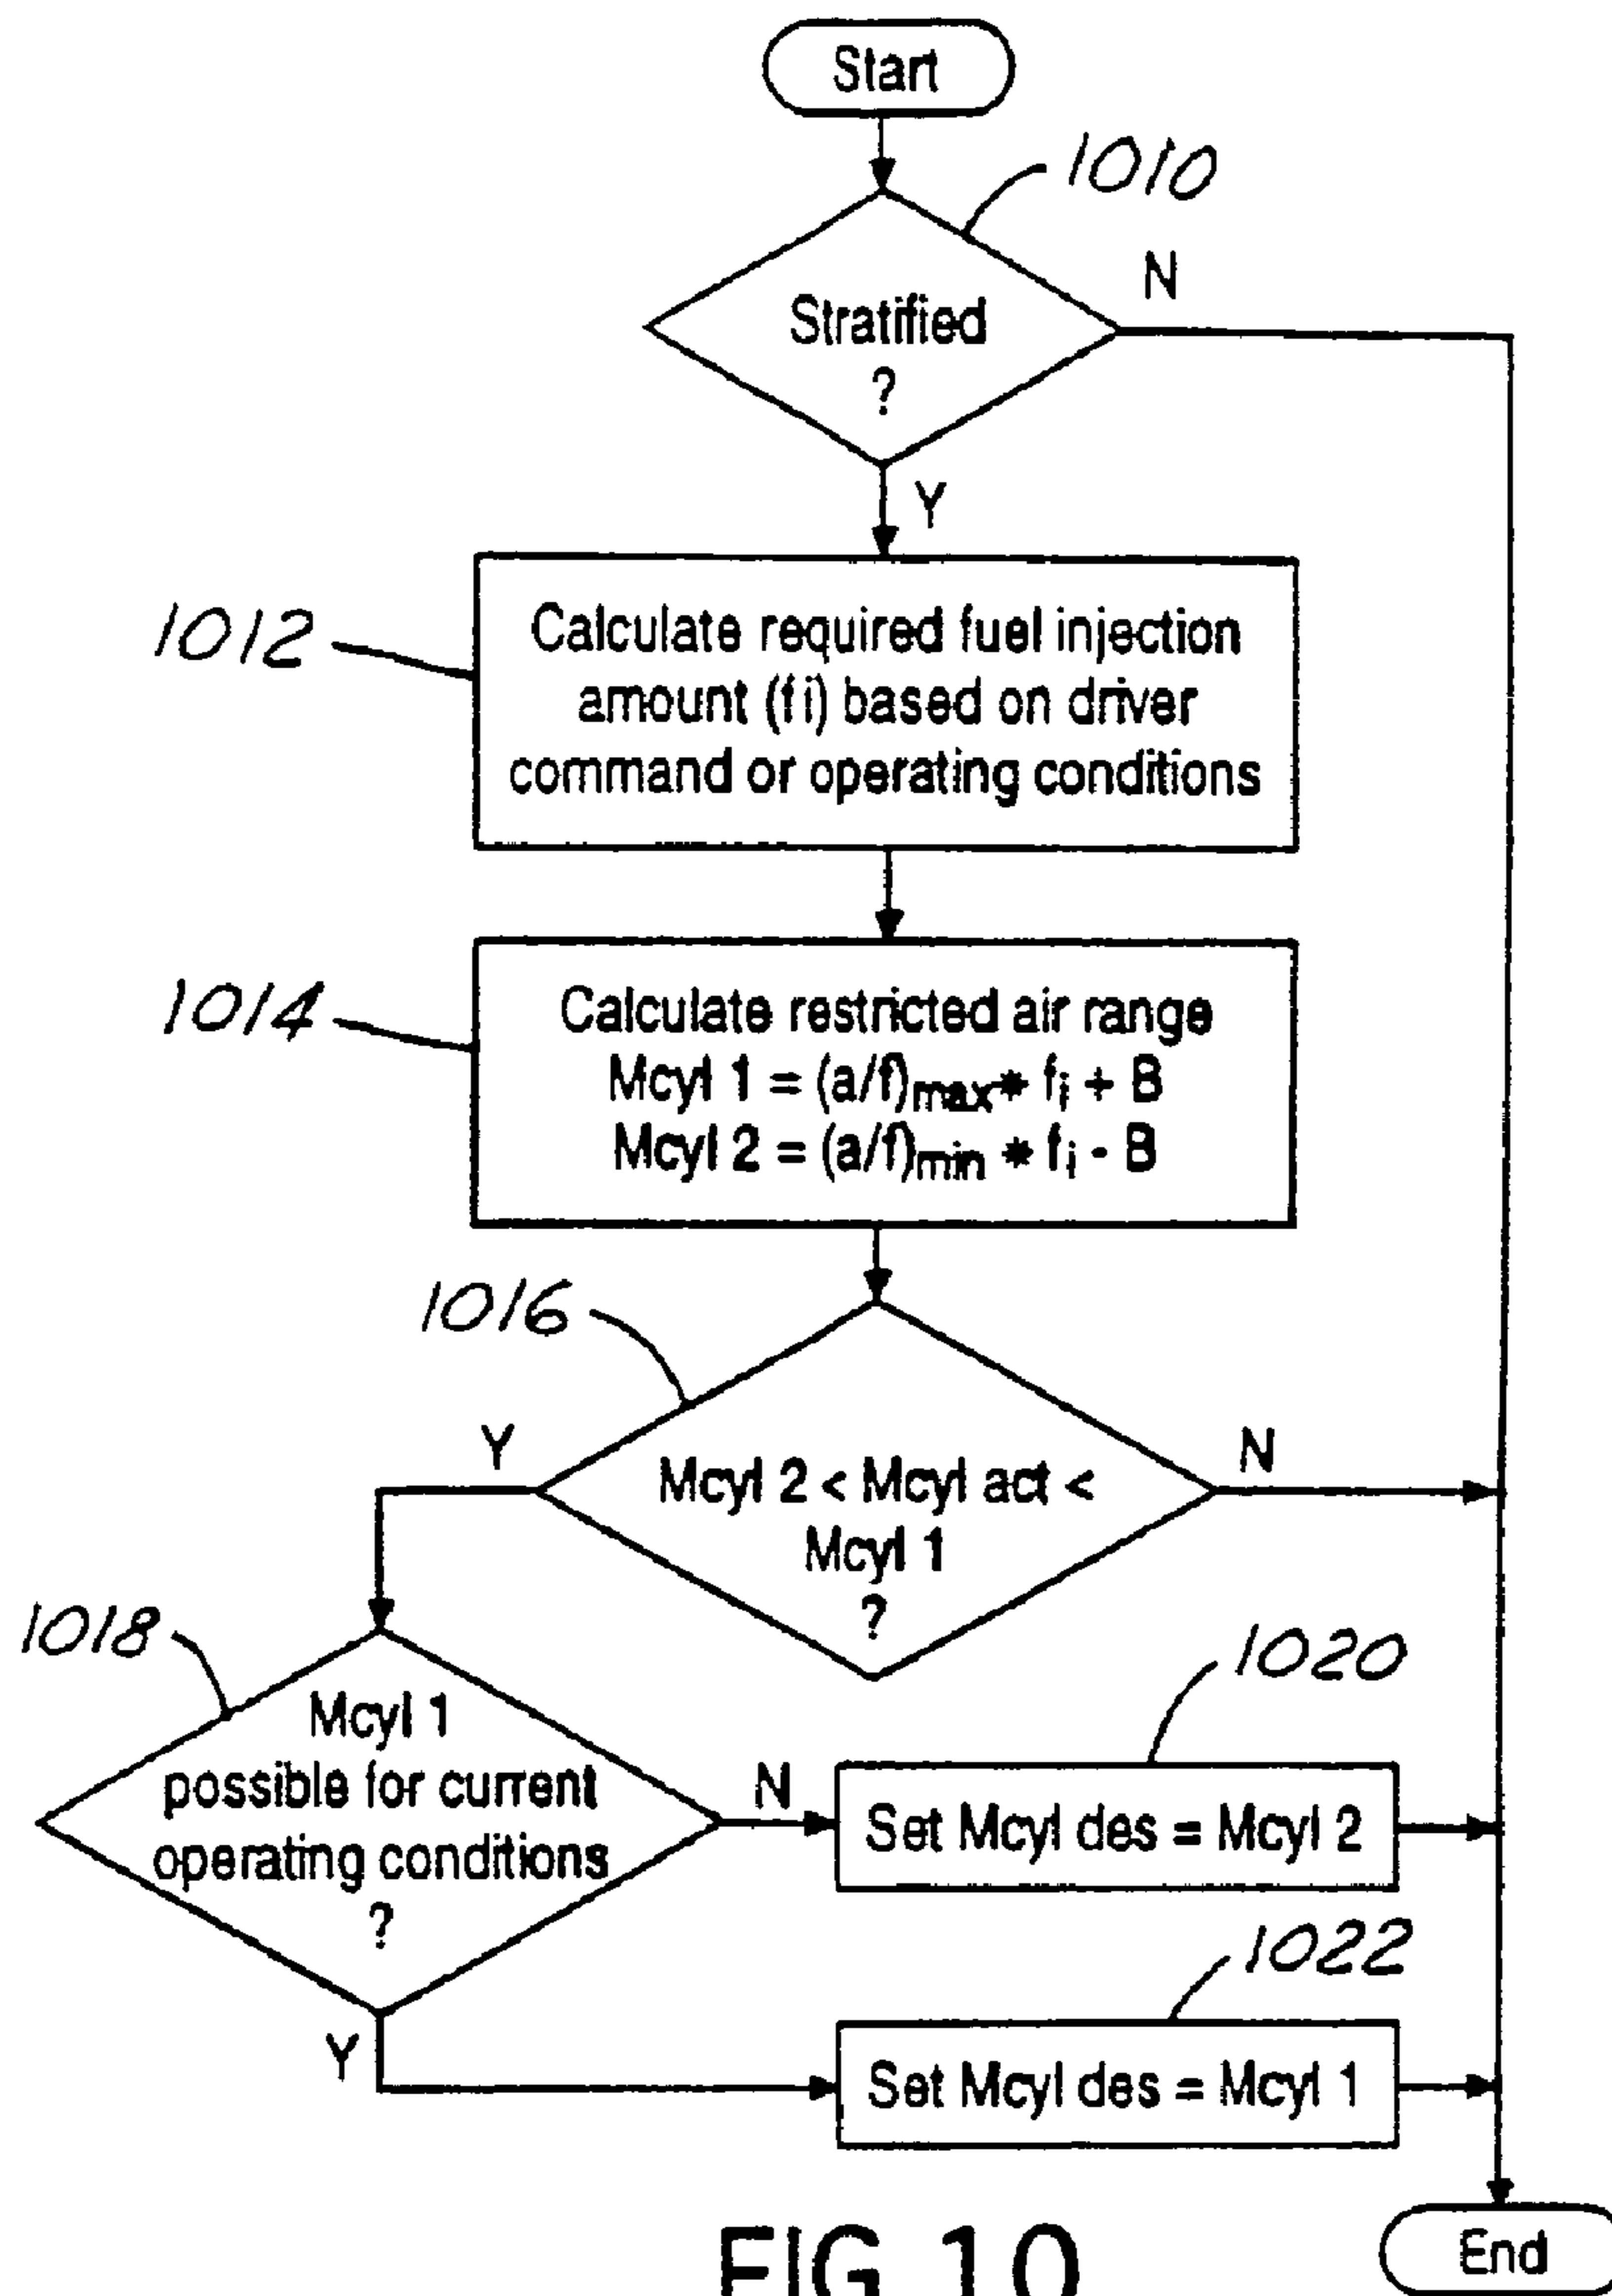 Start
1010
N
Stratified
?
Y
1012
Calculate required fuel injection
amount (fi) based on driver
command or operating conditions
1014
Calculate restricted air range
Mcyl 1 = (a/f)max* fi + B
Mcyl 2 = (a/f)min * fi - B
1016
Y
N
Mcyl 2 < Mcyl act <
Mcyl 1
?
1018
Mcyl 1
possible for current
operating conditions
?
N
1020
Set Mcyl des = Mcyl 2
Y
1022
Set Mcyl des = Mcyl 1
End
FIG.10